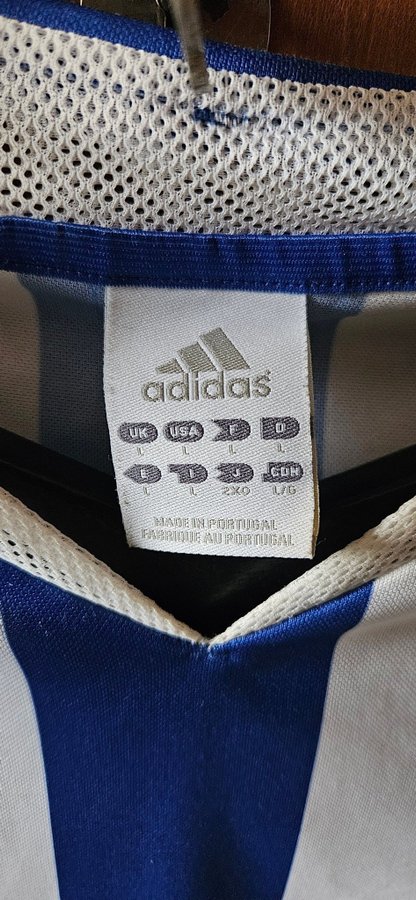 adidas
UK USA F D
L L L L
E I J CDN
L L 2XO L/G
MADE IN PORTUGAL
FABRIQUE AU PORTUGAL